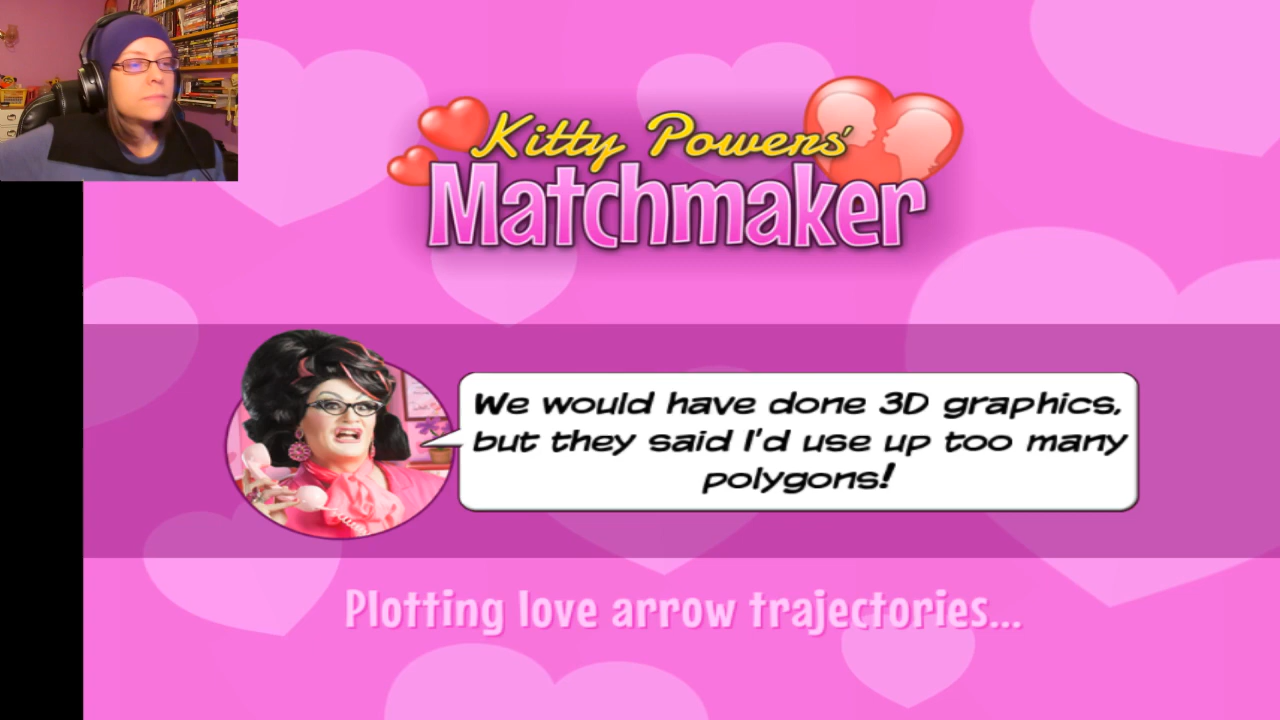 Kitty Powers'
Matchmaker
We would have done 3D graphics,
but they said I'd use up too many
polygons!
Plotting love arrow trajectories...